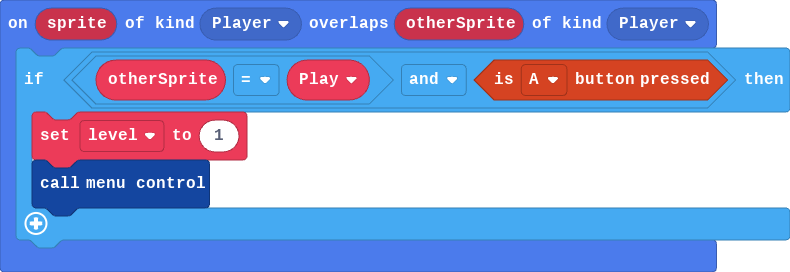 on sprite of kind Player overlaps otherSprite of kind Player
if otherSprite = Play and is A button pressed then
set level to 1
call menu control